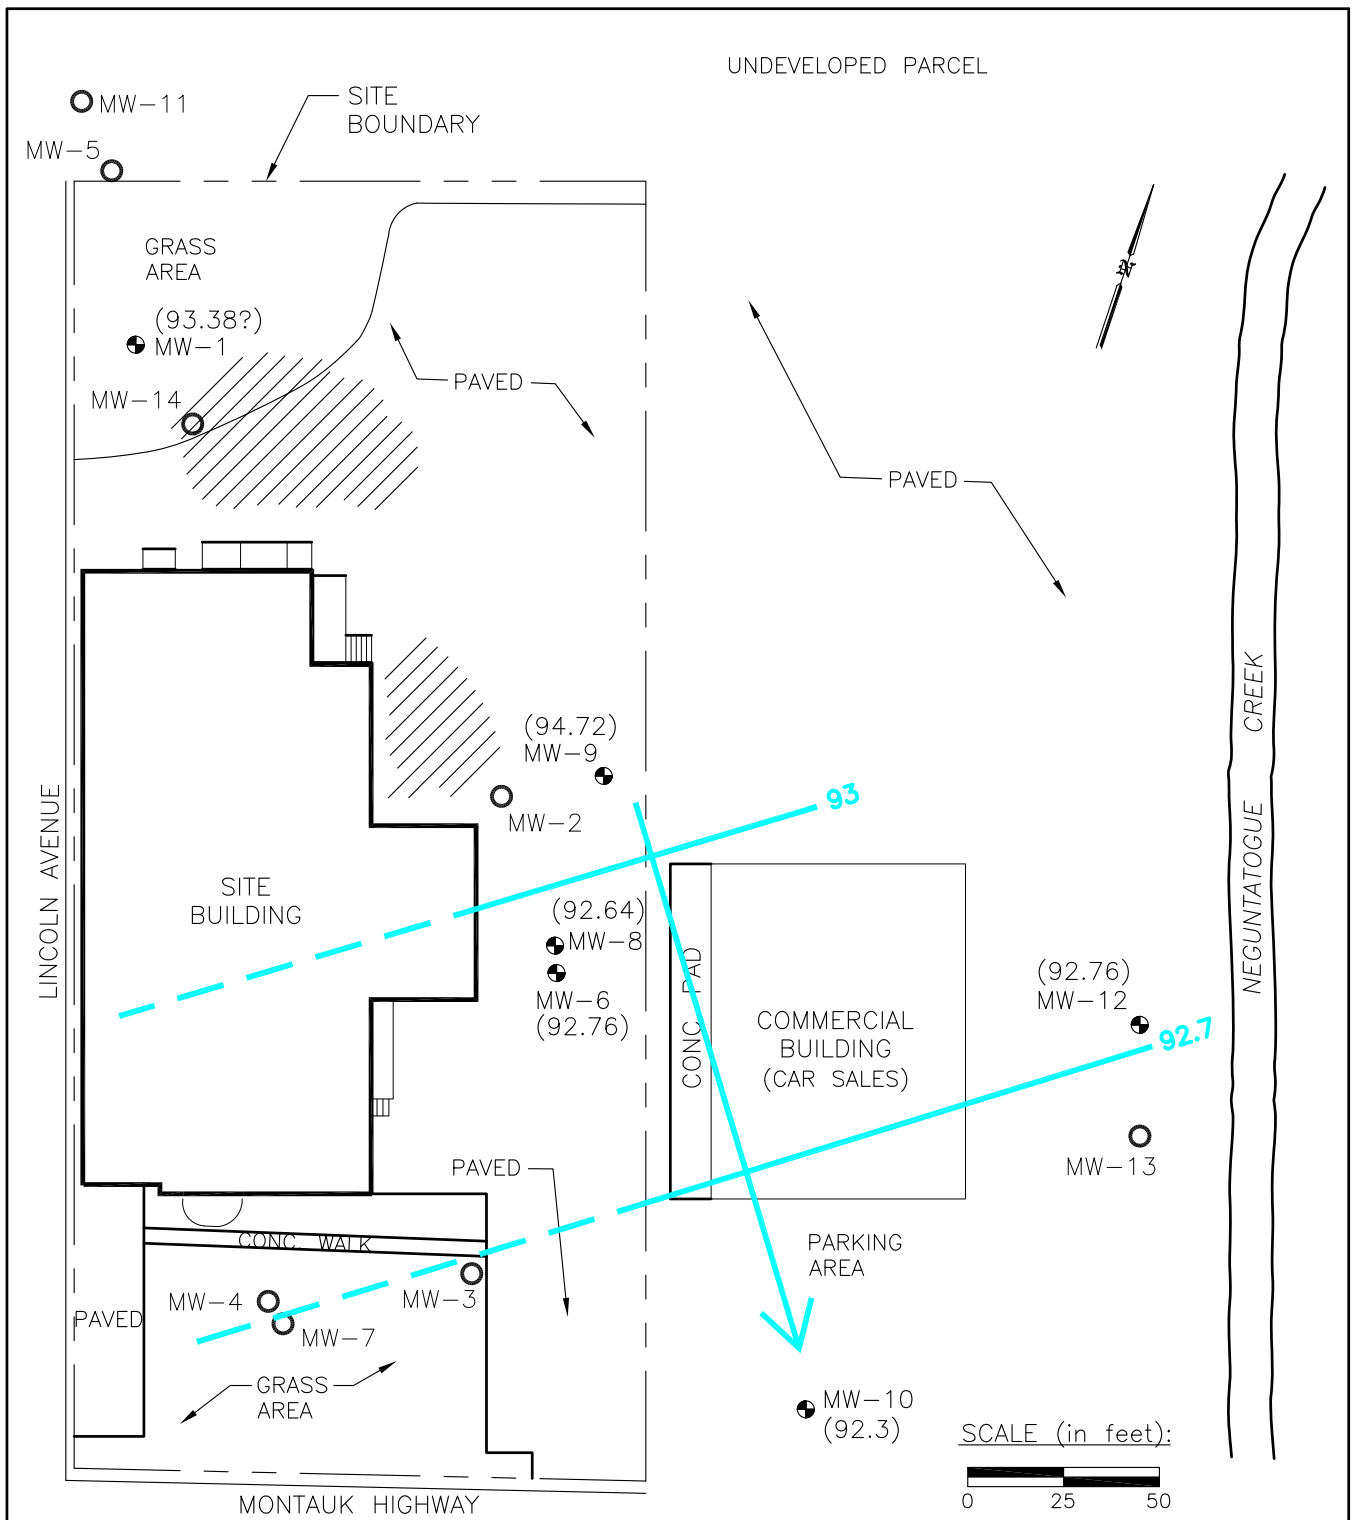 UNDEVELOPED PARCEL
MW-11
SITE
BOUNDARY
MW-5
GRASS
AREA
(93.38?)
MW-1
MW-14
PAVED
N
PAVED
(94.72)
MW-9
MW-2
93
LINCOLN AVENUE
SITE
BUILDING
(92.64)
MW-8
MW-6
(92.76)
CONC. PAD
COMMERCIAL
BUILDING
(CAR SALES)
(92.76)
MW-12
92.7
NEGUNTATOGUE CREEK
MW-13
PAVED
CONC. WALK
PARKING
AREA
MW-3
MW-4
MW-7
PAVED
GRASS
AREA
MW-10
(92.3)
SCALE (in feet):
0 25 50
MONTAUK HIGHWAY